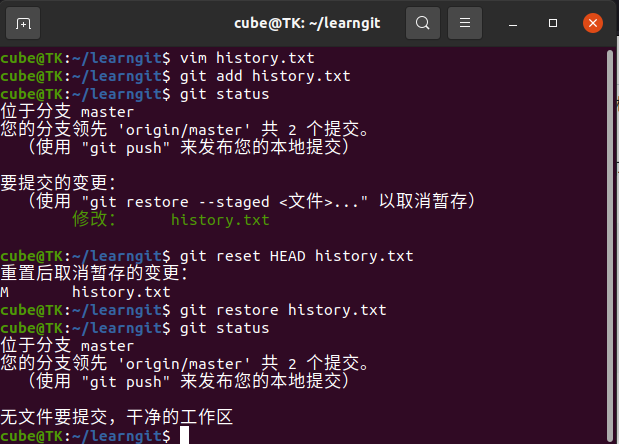 cube@TK: ~/learngit
cube@TK:~/learngit$ vim history.txt
cube@TK:~/learngit$ git add history.txt
cube@TK:~/learngit$ git status
位于分支 master
您的分支领先 'origin/master' 共 2 个提交。
（使用 "git push" 来发布您的本地提交）
要提交的变更：
（使用 "git restore --staged <文件>..." 以取消暂存）
修改：     history.txt
cube@TK:~/learngit$ git reset HEAD history.txt
重置后取消暂存的变更：
M       history.txt
cube@TK:~/learngit$ git restore history.txt
cube@TK:~/learngit$ git status
位于分支 master
您的分支领先 'origin/master' 共 2 个提交。
（使用 "git push" 来发布您的本地提交）
无文件要提交，干净的工作区
cube@TK:~/learngit$